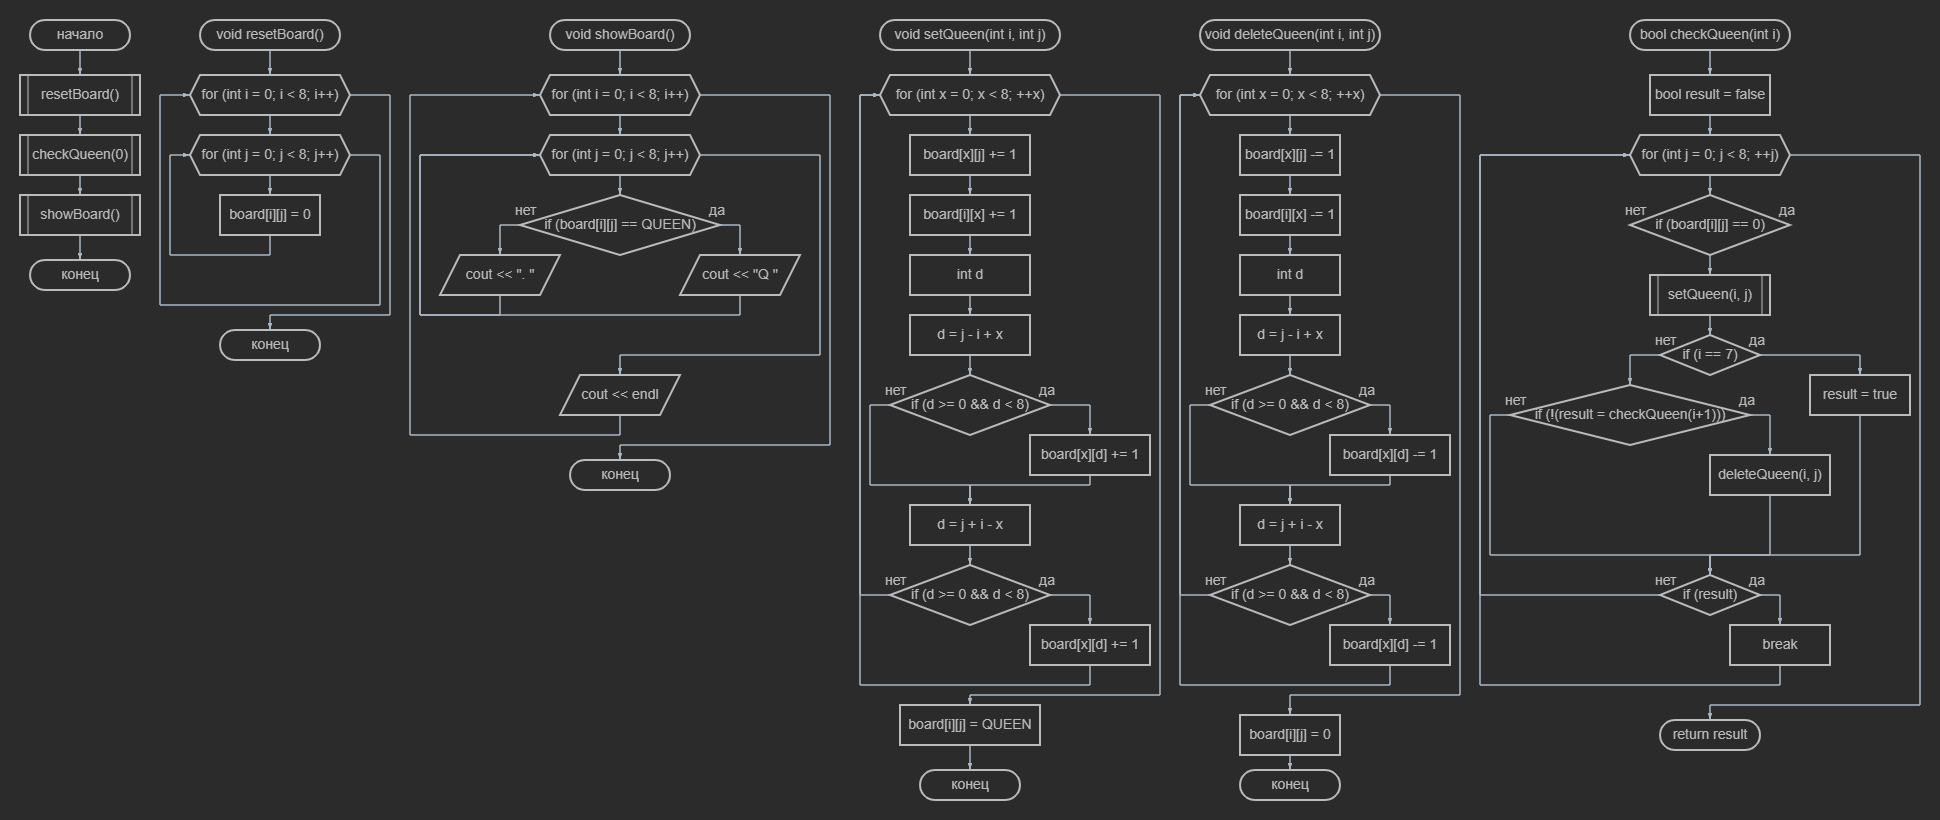 начало
resetBoard()
checkQueen(0)
showBoard()
конец
void resetBoard()
for (int i = 0; i < 8; i++)
for (int j = 0; j < 8; j++)
board[i][j] = 0
конец
void showBoard()
for (int i = 0; i < 8; i++)
for (int j = 0; j < 8; j++)
нет
да
if (board[i][j] == QUEEN)
cout << ". "
cout << "Q "
cout << endl
конец
void setQueen(int i, int j)
for (int x = 0; x < 8; ++x)
board[x][j] += 1
board[i][x] += 1
int d
d = j - i + x
нет
да
if (d >= 0 && d < 8)
board[x][d] += 1
d = j + i - x
нет
да
if (d >= 0 && d < 8)
board[x][d] += 1
board[i][j] = QUEEN
конец
void deleteQueen(int i, int j)
for (int x = 0; x < 8; ++x)
board[x][j] -= 1
board[i][x] -= 1
int d
d = j - i + x
нет
да
if (d >= 0 && d < 8)
board[x][d] -= 1
d = j + i - x
нет
да
if (d >= 0 && d < 8)
board[x][d] -= 1
board[i][j] = 0
конец
bool checkQueen(int i)
bool result = false
for (int j = 0; j < 8; ++j)
нет
да
if (board[i][j] == 0)
setQueen(i, j)
нет
да
if (i == 7)
result = true
нет
да
if (!(result = checkQueen(i+1)))
deleteQueen(i, j)
нет
да
if (result)
break
return result